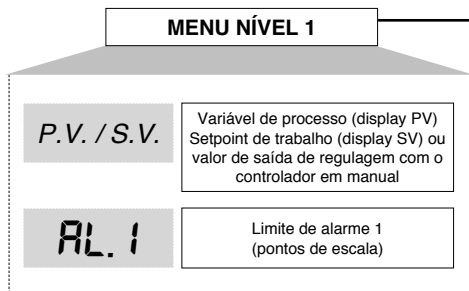 MENU NÍVEL 1
P.V. / S.V.
Variável de processo (display PV)
Setpoint de trabalho (display SV) ou
valor de saída de regulagem com o
controlador em manual
AL. 1
Limite de alarme 1
(pontos de escala)